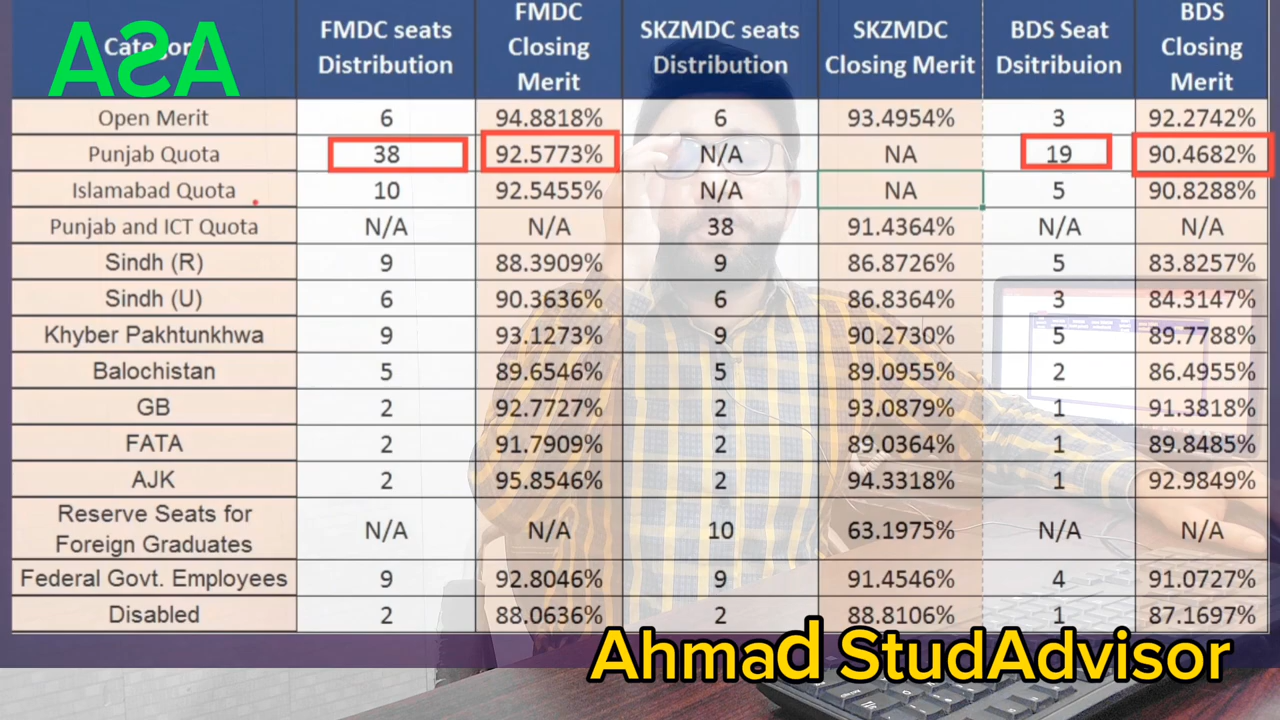 ASA
Category
FMDC seats
Distribution
FMDC
Closing
Merit
SKZMDC seats
Distribution
SKZMDC
Closing Merit
BDS Seat
Dsitribuion
BDS
Closing
Merit
Open Merit 6 94.8818% 6 93.4954% 3 92.2742%
Punjab Quota 38 92.5773% N/A NA 19 90.4682%
Islamabad Quota 10 92.5455% N/A NA 5 90.8288%
Punjab and ICT Quota N/A N/A 38 91.4364% N/A N/A
Sindh (R) 9 88.3909% 9 86.8726% 5 83.8257%
Sindh (U) 6 90.3636% 6 86.8364% 3 84.3147%
Khyber Pakhtunkhwa 9 93.1273% 9 90.2730% 5 89.7788%
Balochistan 5 89.6546% 5 89.0955% 2 86.4955%
GB 2 92.7727% 2 93.0879% 1 91.3818%
FATA 2 91.7909% 2 89.0364% 1 89.8485%
AJK 2 95.8546% 2 94.3318% 1 92.9849%
Reserve Seats for
Foreign Graduates N/A N/A 10 63.1975% N/A N/A
Federal Govt. Employees 9 92.8046% 9 91.4546% 4 91.0727%
Disabled 2 88.0636% 2 88.8106% 1 87.1697%
Ahmad StudAdvisor